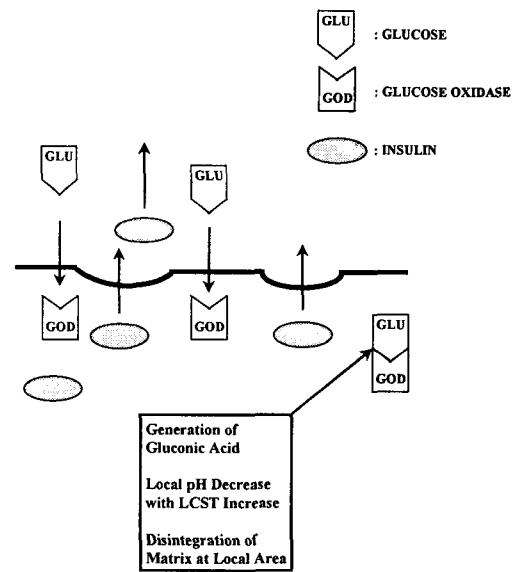 GLU
: GLUCOSE
GOD
: GLUCOSE OXIDASE
: INSULIN
GLU
GLU
GOD
GOD
GLU
GOD
Generation of
Gluconic Acid
Local pH Decrease
with LCST Increase
Disintegration of
Matrix at Local Area